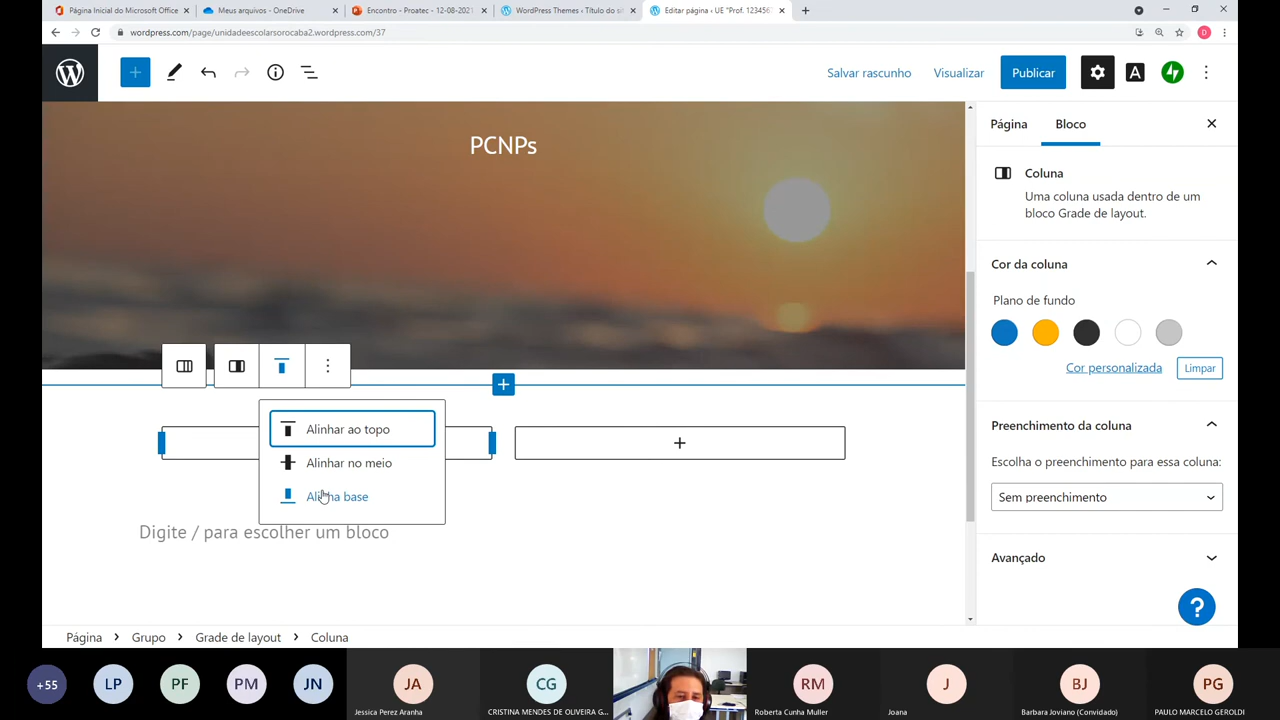 Página Inicial do Microsoft Office
Meus arquivos - OneDrive
Encontro - Proatec - 12-08-2021
WordPress Themes ‹ Título do si
Editar página ‹ UE "Prof. 123456
wordpress.com/page/unidadeescolarsorocaba2.wordpress.com/37
D
Salvar rascunho
Visualizar
Publicar
A
PCNPs
Página
Bloco
Coluna
Uma coluna usada dentro de um
bloco Grade de layout.
Cor da coluna
Plano de fundo
Cor personalizada
Limpar
Preenchimento da coluna
Escolha o preenchimento para essa coluna:
Sem preenchimento
Avançado
Alinhar ao topo
Alinhar no meio
Alinha base
Digite / para escolher um bloco
Página
Grupo
Grade de layout
Coluna
+55
LP
PF
PM
JN
JA
Jessica Perez Aranha
CG
CRISTINA MENDES DE OLIVEIRA G...
RM
Roberta Cunha Muller
J
Joana
BJ
Barbara Joviano (Convidado)
PG
PAULO MARCELO GEROLDI